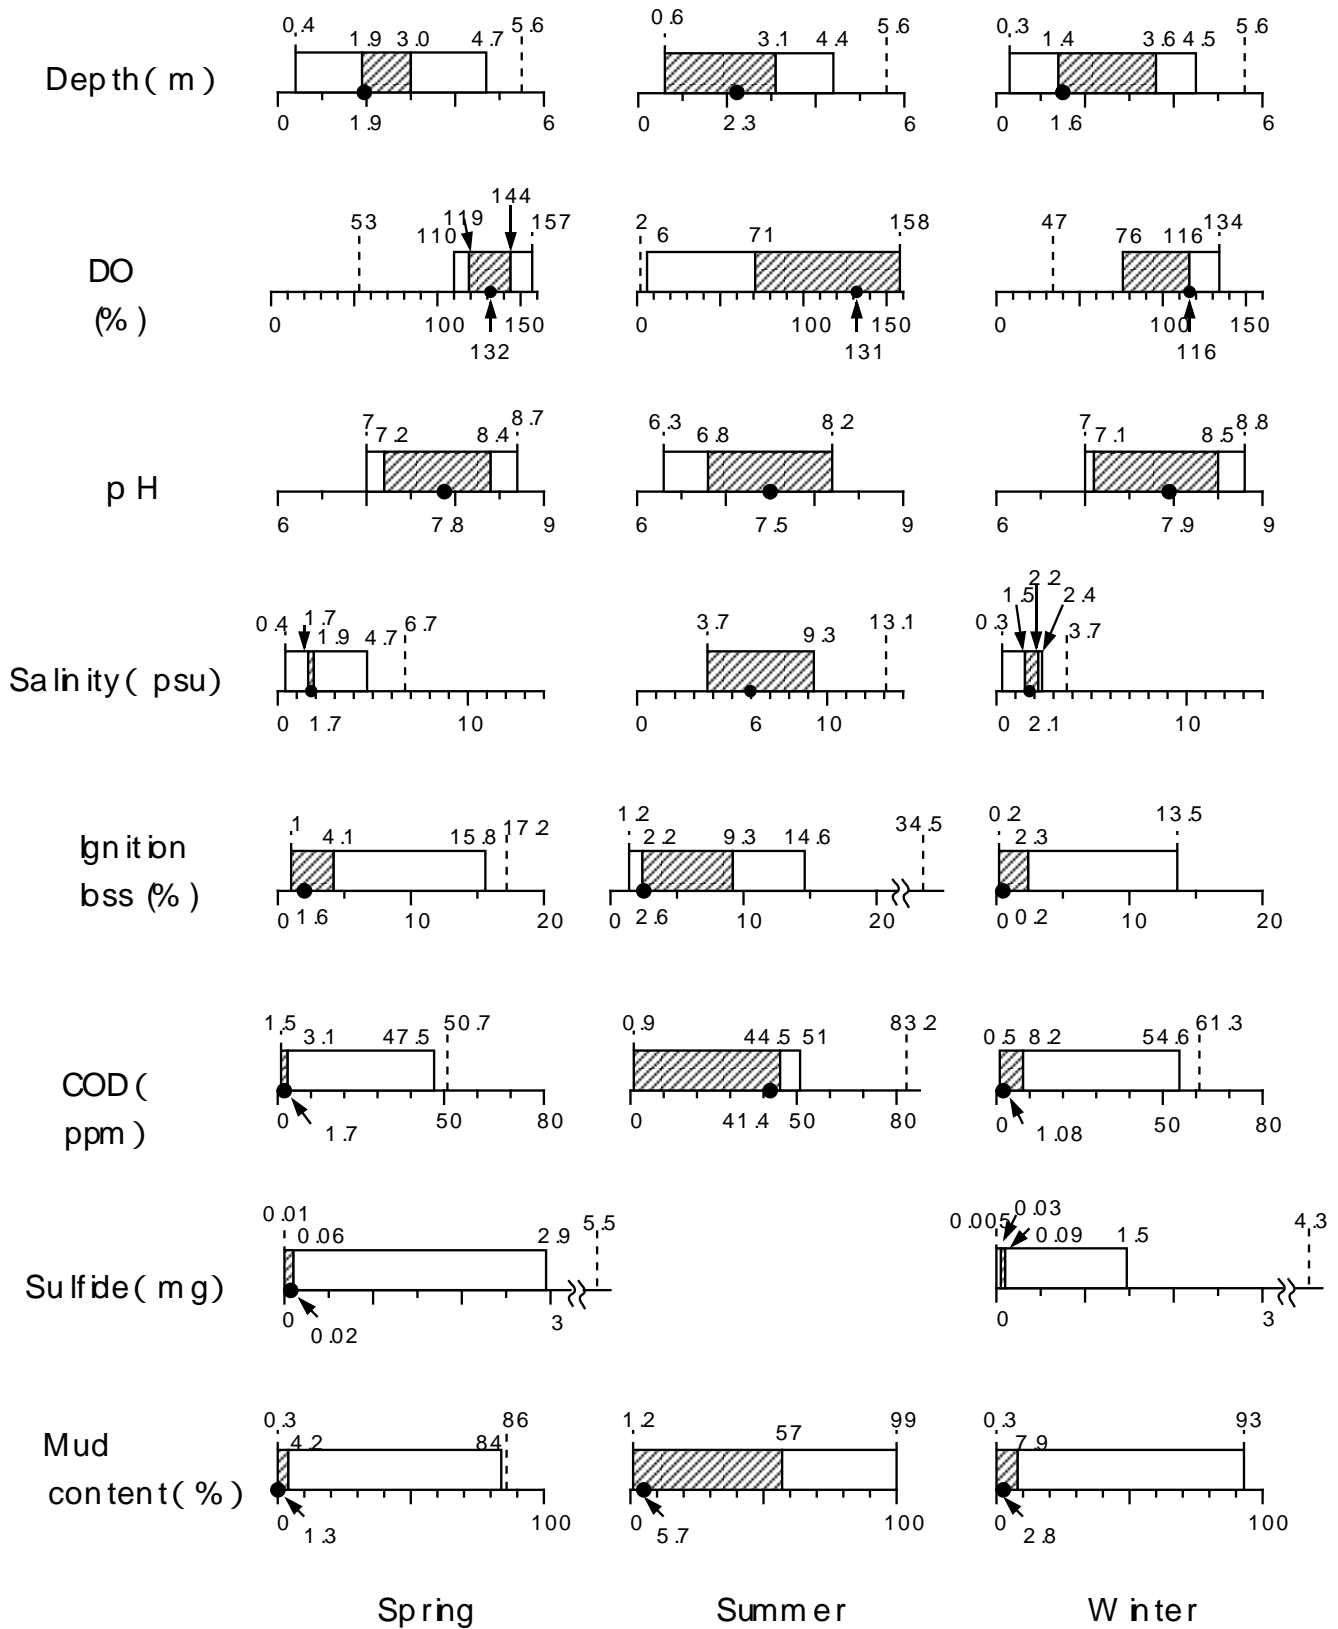 0.4 1.9 3.0 4.7 5.6 0.6 3.1 4.4 5.6 0.3 1.4 3.6 4.5 5.6
Depth(m)
0 1.9 6 0 2.3 6 0 1.6 6
53 110 119 144 157 2 6 71 158 47 76 116 134
DO
(%)
0 100 132 150 0 100 131 150 0 100 116 150
7 7.2 8.4 8.7 6.3 6.8 8.2 7 7.1 8.5 8.8
pH
6 7.8 9 6 7.5 9 6 7.9 9
0.4 1.7 1.9 4.7 6.7 3.7 9.3 13.1 0.3 1.5 2.2 2.4 3.7
Salinity(psu)
0 1.7 10 0 6 10 0 2.1 10
1 4.1 15.8 17.2 1.2 2.2 9.3 14.6 34.5 0.2 2.3 13.5
Ignition
loss(%)
0 1.6 10 20 0 2.6 10 20 0 0.2 10 20
1.5 3.1 47.5 50.7 0.9 44.5 51 83.2 0.5 8.2 54.6 61.3
COD(
ppm)
0 1.7 50 80 0 41.4 50 80 0 1.08 50 80
0.01 0.06 2.9 5.5 0.005 0.03 0.09 1.5 4.3
Sulfide(mg)
0 0.02 3 0 3
0.3 4.2 84 86 1.2 57 99 0.3 7.9 93
Mud
content(%)
0 1.3 100 0 5.7 100 0 2.8 100
Spring Summer Winter